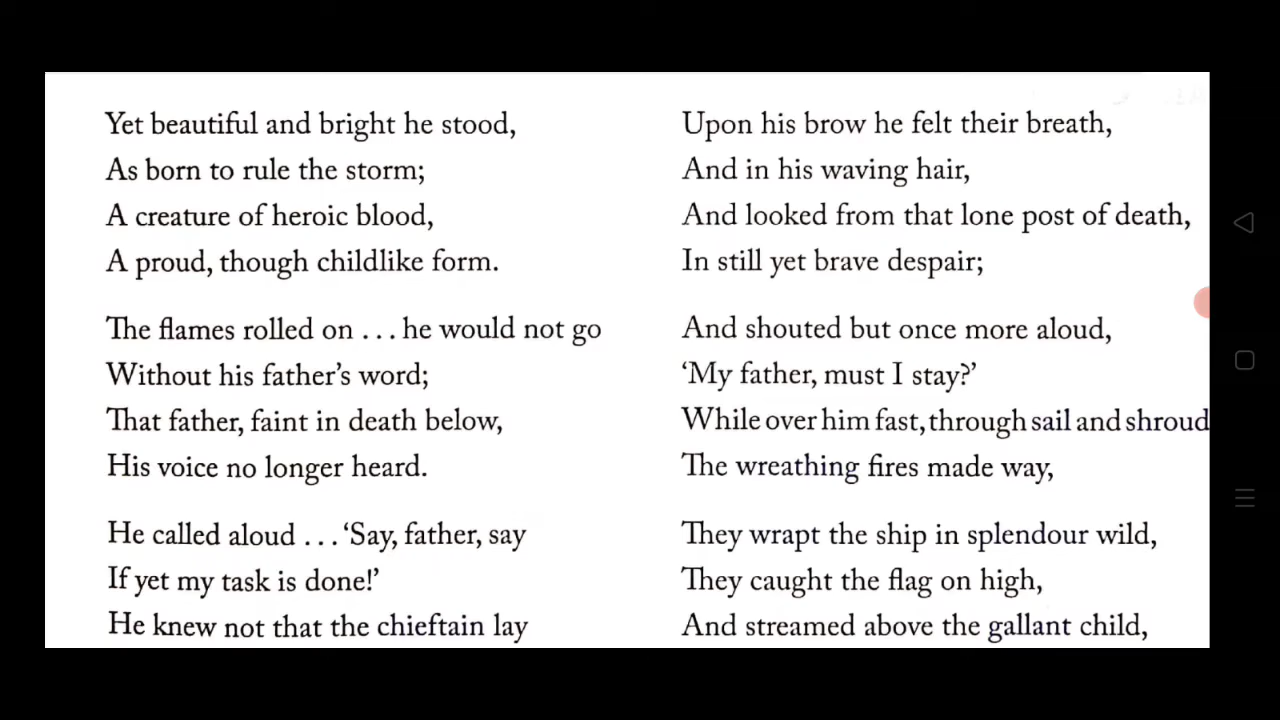 Yet beautiful and bright he stood,
As born to rule the storm;
A creature of heroic blood,
A proud, though childlike form.
The flames rolled on . . . he would not go
Without his father’s word;
That father, faint in death below,
His voice no longer heard.
He called aloud . . . ‘Say, father, say
If yet my task is done!’
He knew not that the chieftain lay
Upon his brow he felt their breath,
And in his waving hair,
And looked from that lone post of death,
In still yet brave despair;
And shouted but once more aloud,
‘My father, must I stay?’
While over him fast, through sail and shroud
The wreathing fires made way,
They wrapt the ship in splendour wild,
They caught the flag on high,
And streamed above the gallant child,